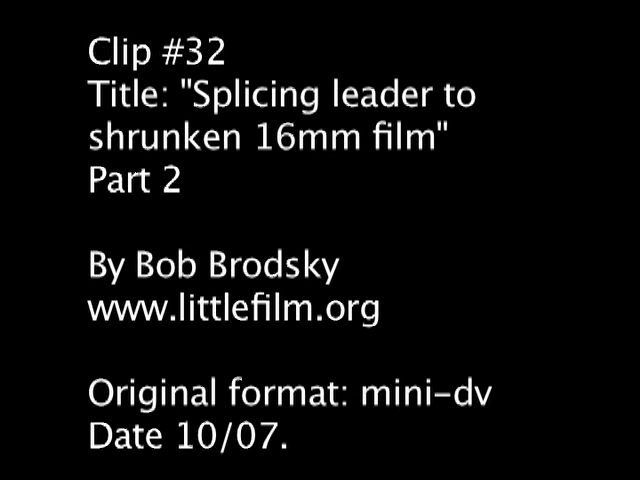 Clip #32
Title: "Splicing leader to
shrunken 16mm film"
Part 2
By Bob Brodsky
www.littlefilm.org
Original format: mini-dv
Date 10/07.